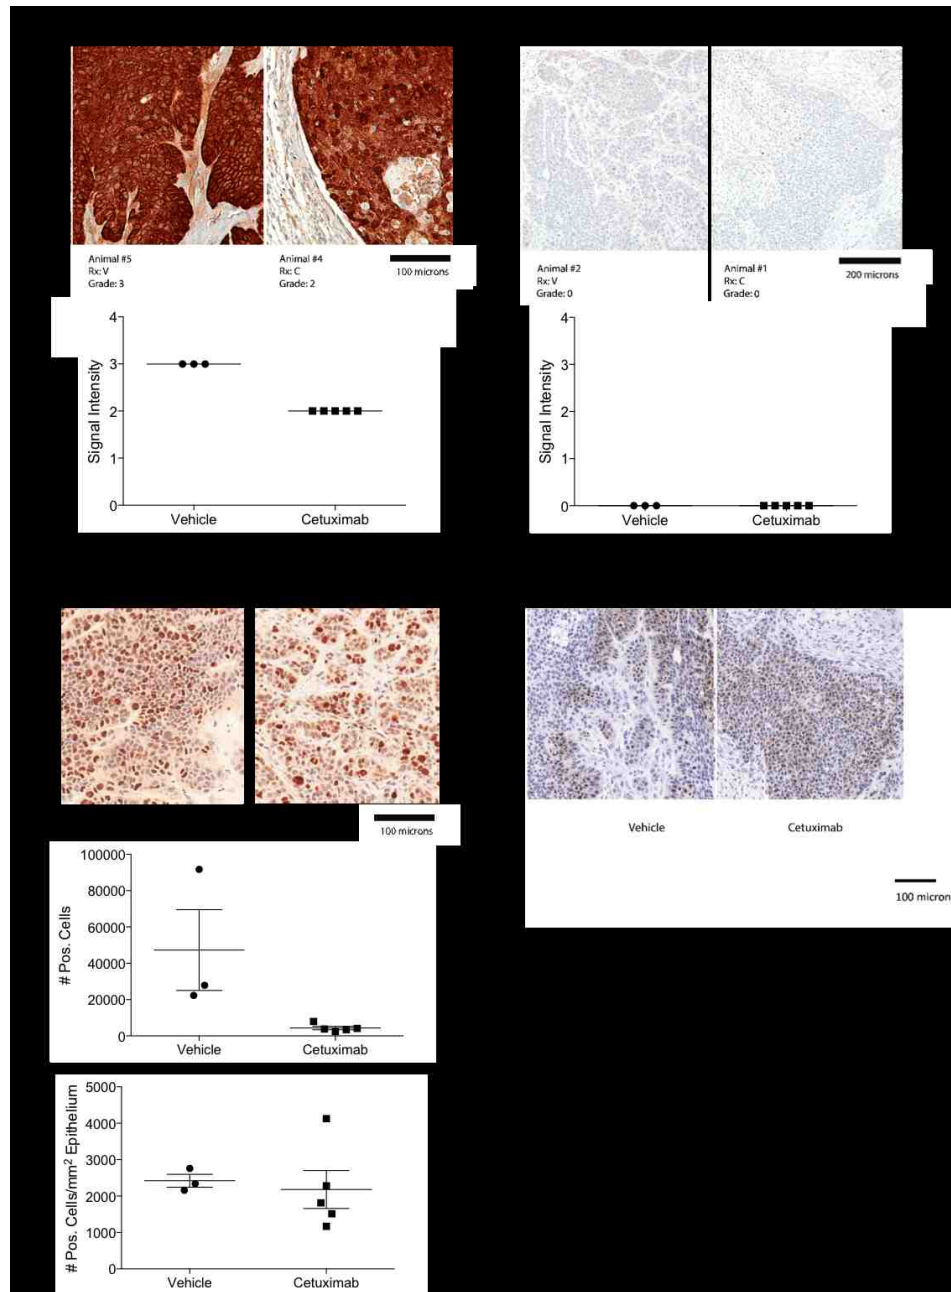 Animal #5
Rx: V
Grade: 3
Animal #4
Rx: C
Grade: 2
100 microns
Animal #2
Rx: V
Grade: 0
Animal #1
Rx: C
Grade: 0
200 microns
Signal Intensity
4
3
2
1
0
Vehicle
Cetuximab
Signal Intensity
4
3
2
1
0
Vehicle
Cetuximab
100 microns
Vehicle
Cetuximab
100 micron
# Pos. Cells
100000
80000
60000
40000
20000
0
Vehicle
Cetuximab
# Pos. Cells/mm² Epithelium
5000
4000
3000
2000
1000
0
Vehicle
Cetuximab